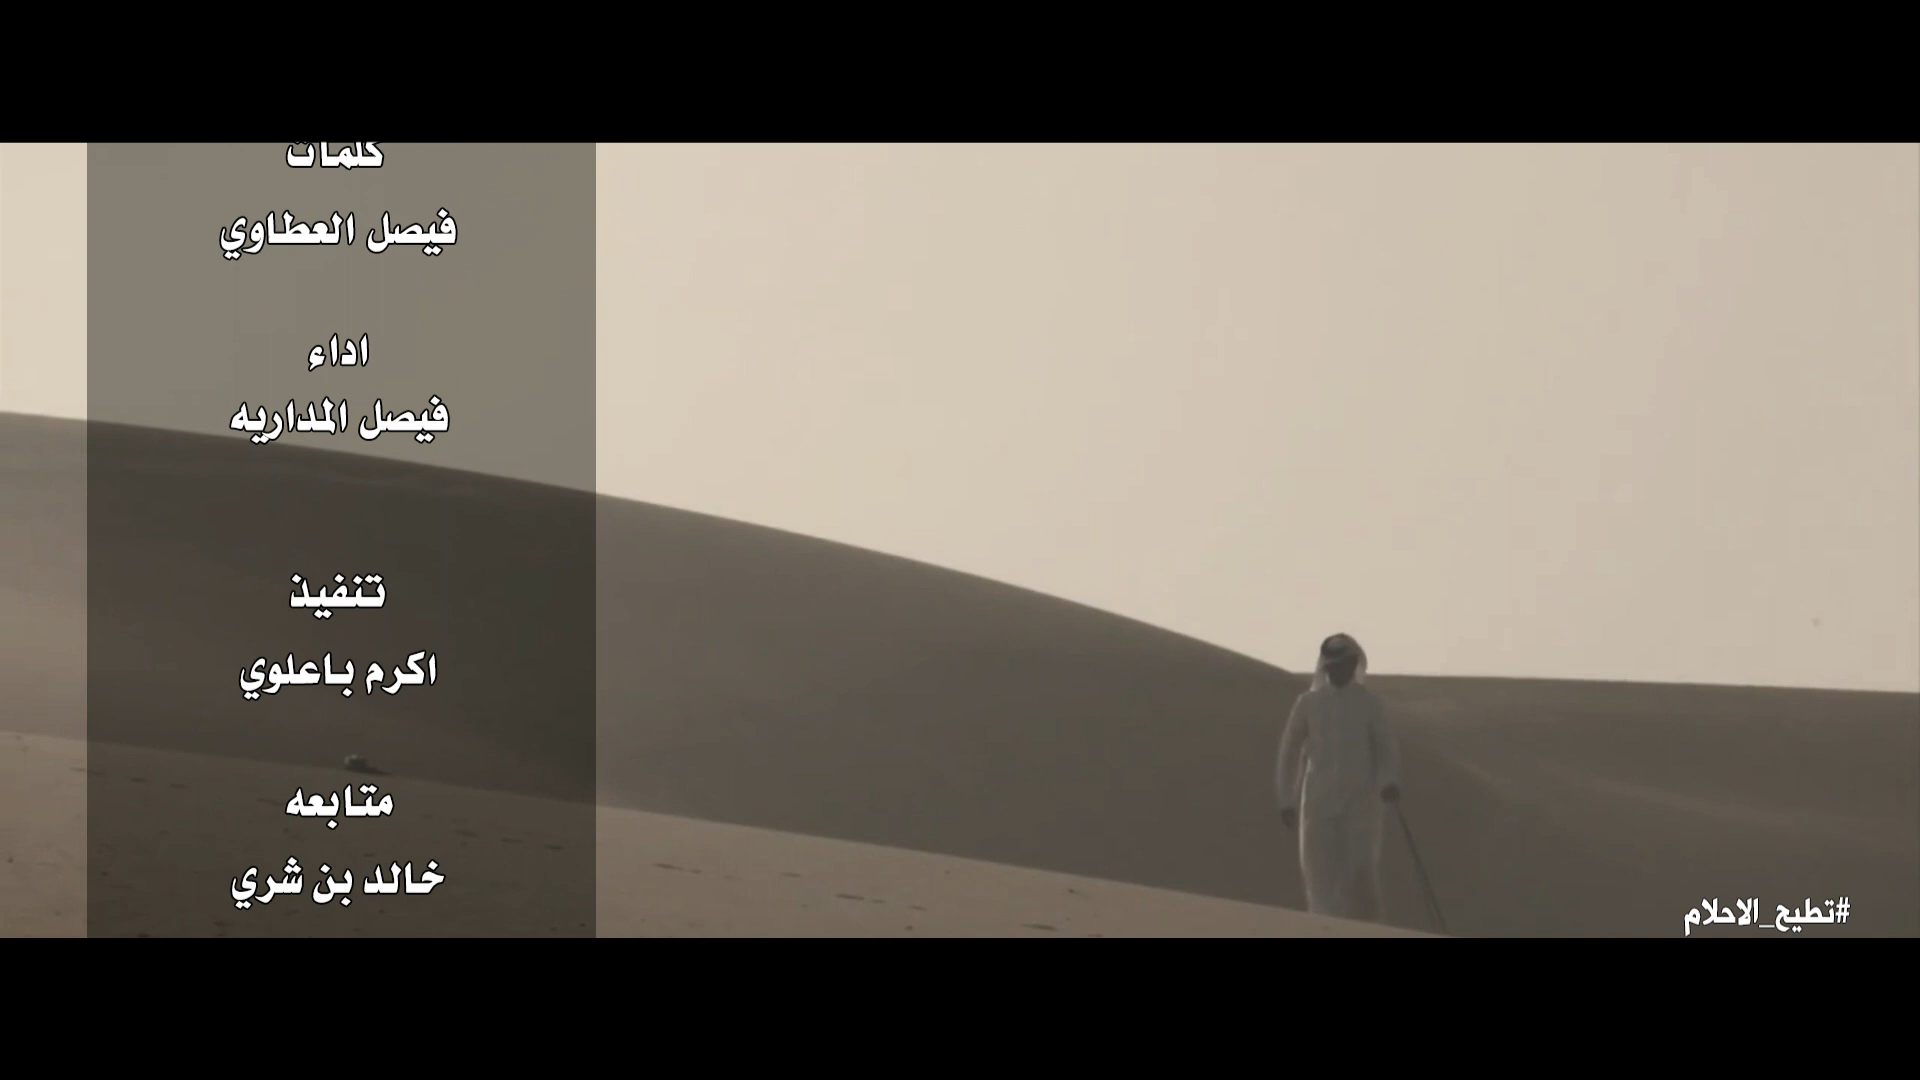 كلمات
فيصل العطاوي
اداء
فيصل المداريه
تنفيذ
اكرم باعلوي
متابعه
خالد بن شري
#تطيح_الاحلام